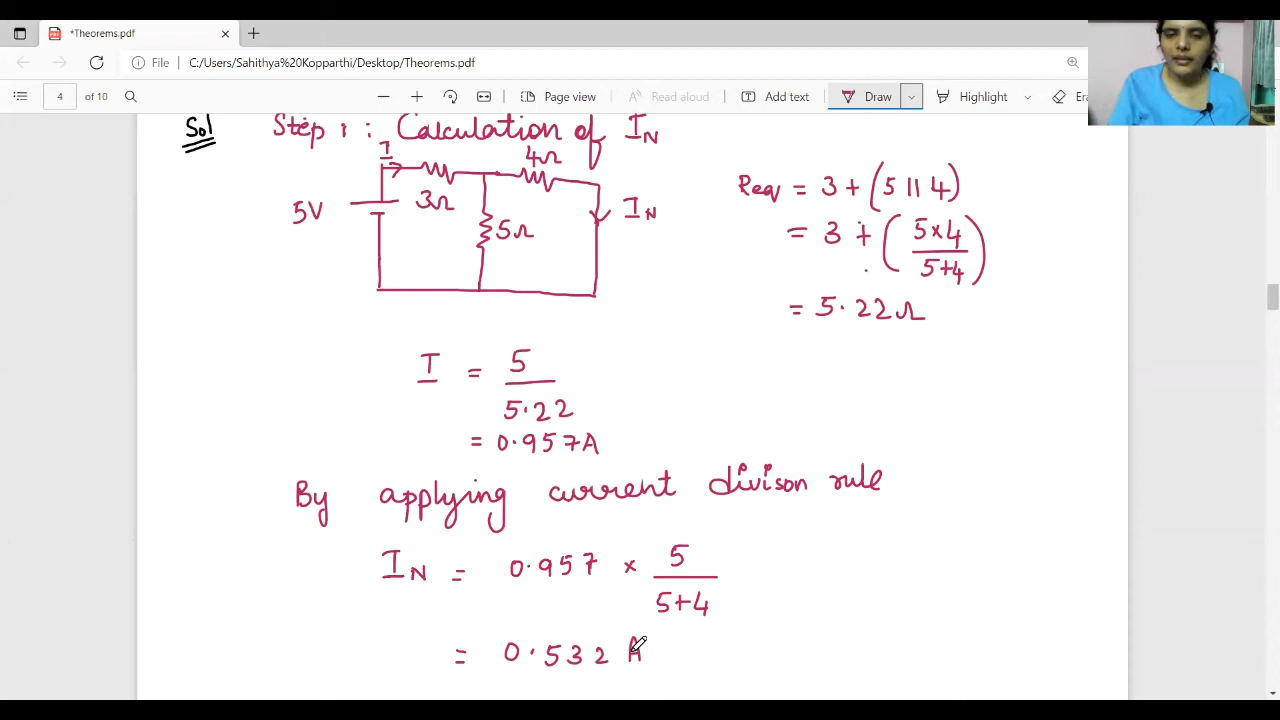 *Theorems.pdf
File C:/Users/Sahithya%20Kopparthi/Desktop/Theorems.pdf
4 of 10 Page view Read aloud Add text Draw Highlight Era
Sol Step 1 : Calculation of IN
I
4Ω
3Ω
5V
IN
5Ω
Req = 3 + (5 || 4)
= 3 + (5×4 / 5+4)
= 5.22Ω
I = 5 / 5.22
= 0.957A
By applying current divison rule
IN = 0.957 × 5 / 5+4
= 0.532 A